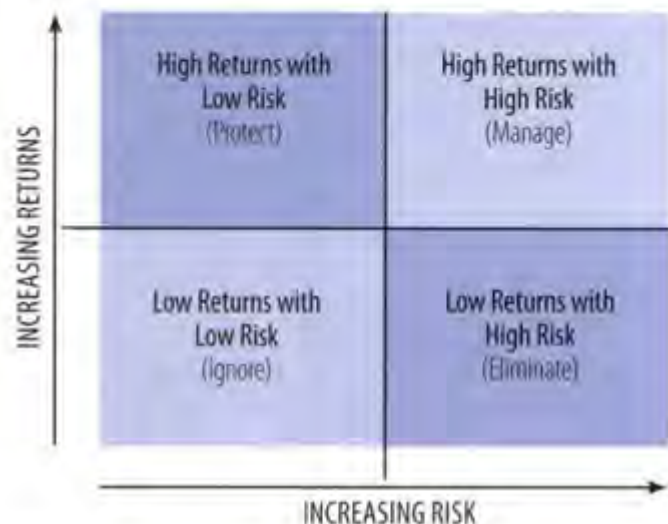 INCREASING RETURNS
High Returns with
Low Risk
(Protect)
High Returns with
High Risk
(Manage)
Low Returns with
Low Risk
(Ignore)
Low Returns with
High Risk
(Eliminate)
INCREASING RISK